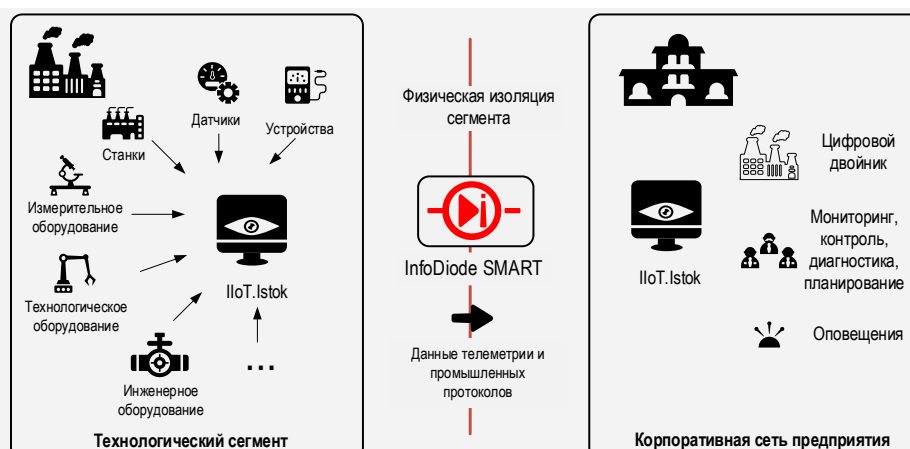 Датчики
Устройства
Станки
Измерительное
оборудование
IIoT.Istok
Технологическое
оборудование
...
Инженерное
оборудование
Технологический сегмент
Физическая изоляция
сегмента
InfoDiode SMART
Данные телеметрии и
промышленных
протоколов
Цифровой
двойник
IIoT.Istok
Мониторинг,
контроль,
диагностика,
планирование
Оповещения
Корпоративная сеть предприятия